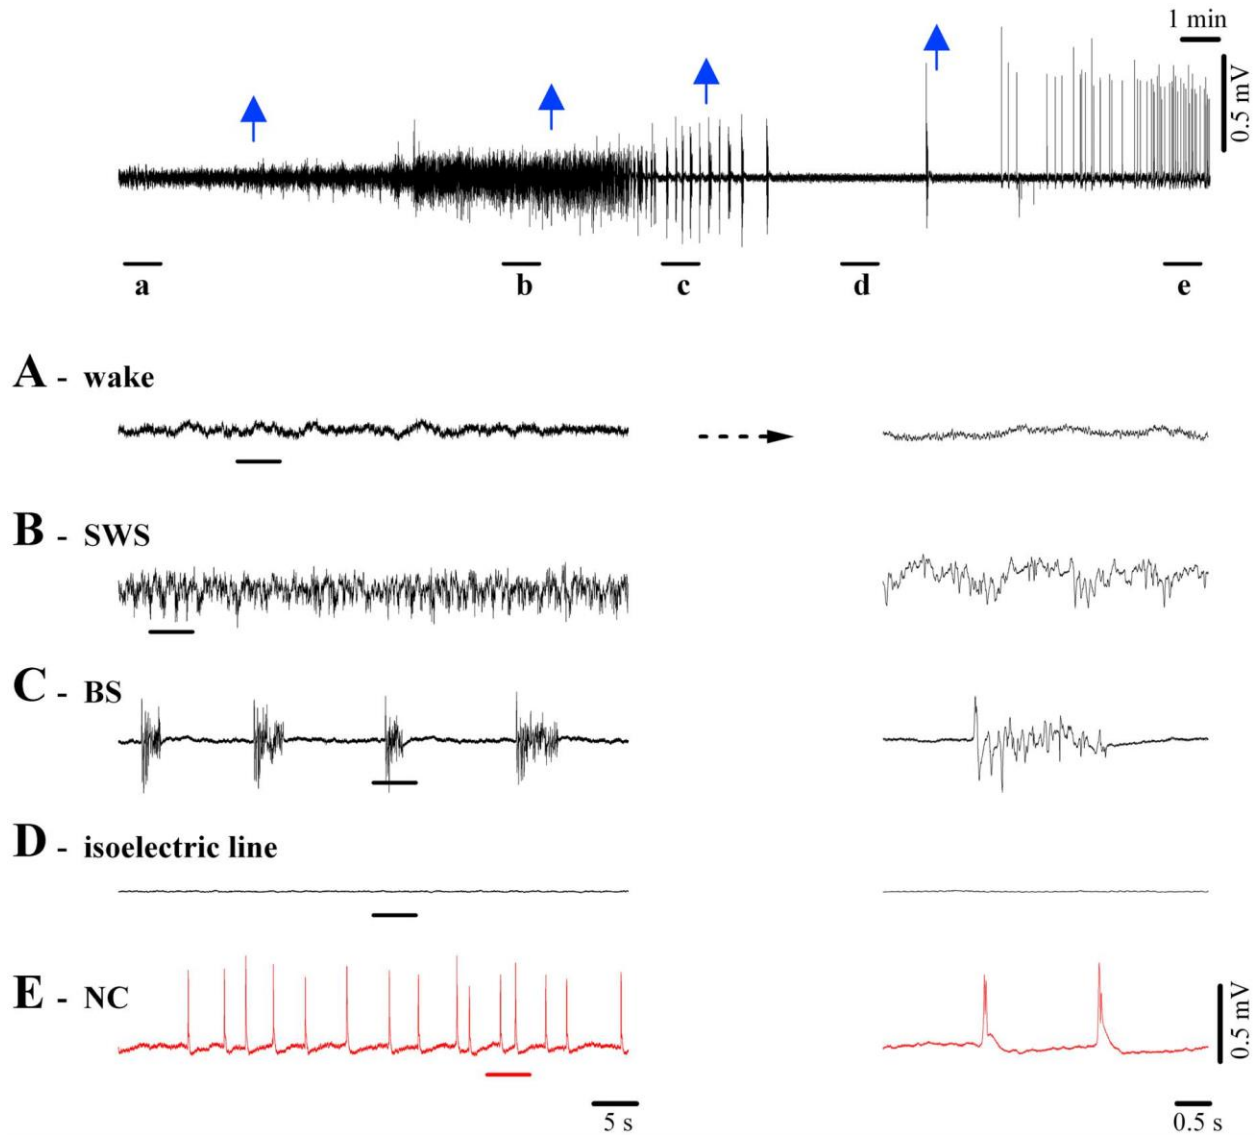 1 min
0.5 mV
a b c d e
A - wake
B - SWS
C - BS
D - isoelectric line
E - NC
0.5 mV
5 s
0.5 s